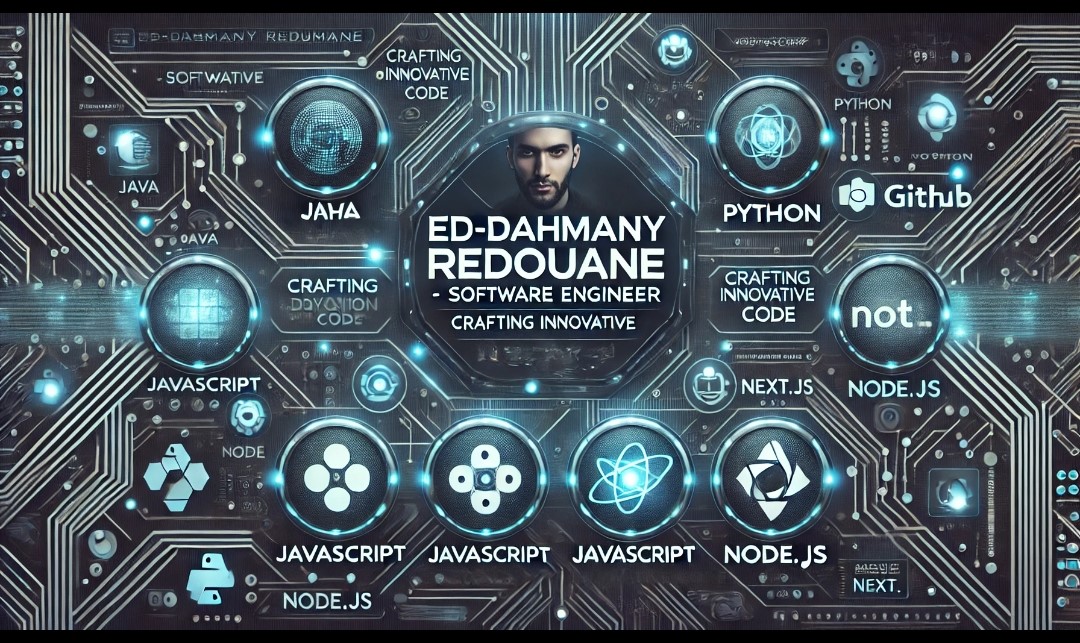 ED-DAHMANY REDUMANE
- SOFTWATIVE
CRAFTING
INNOVATIVE
CODE
JAVA
JAHA
PYTHON
PYTHON
Github
ED-DAHMANY
REDOUANE
- SOFTWARE ENGINEER
CRAFTING INNOVATIVE
CRAFTING
CODE
CRAFTING
INNOVATIVE
CODE
not
JAVASCRIPT
NEXT.JS
NODE.JS
NODE
JAVASCRIPT
JAVASCRIPT
JAVASCRIPT
NODE.JS
NODE.JS
NEXT.